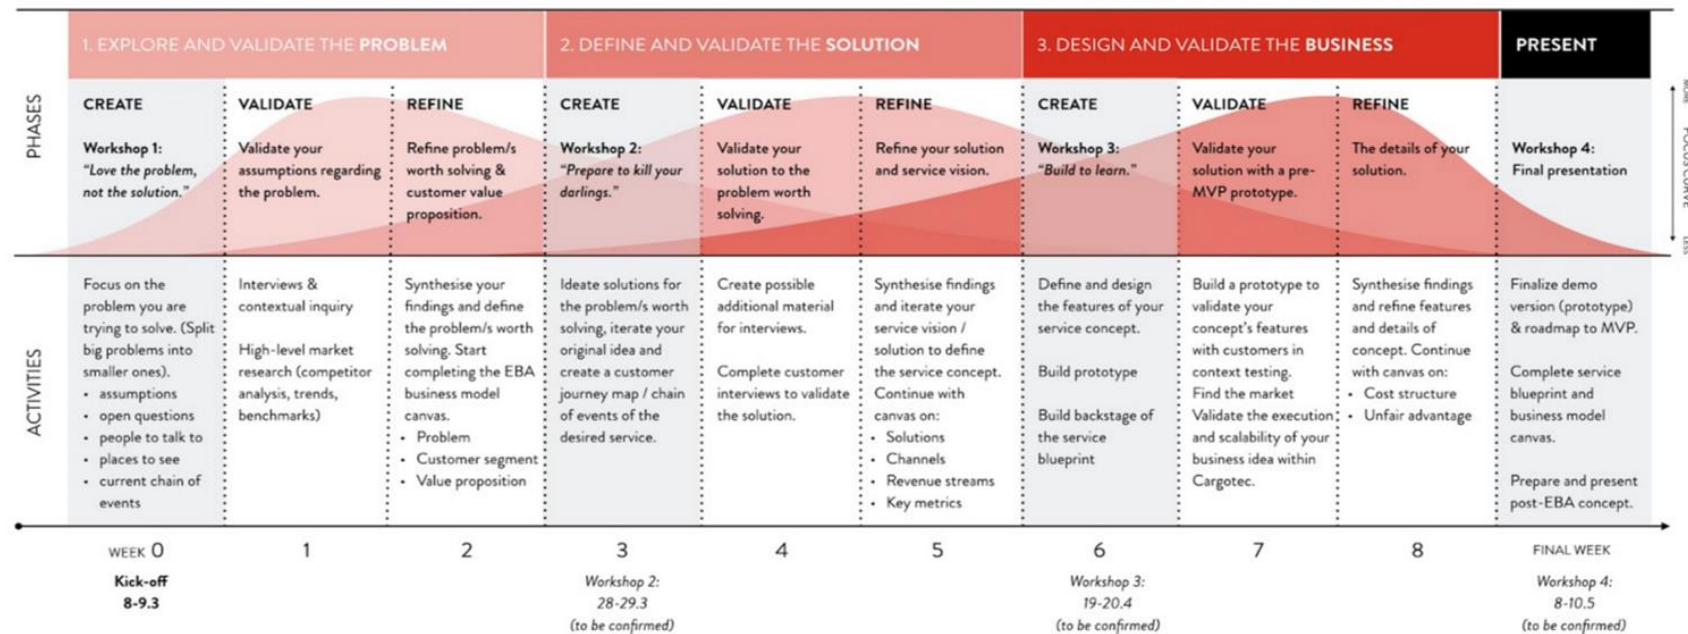 1. EXPLORE AND VALIDATE THE PROBLEM
2. DEFINE AND VALIDATE THE SOLUTION
3. DESIGN AND VALIDATE THE BUSINESS
PRESENT
PHASES
CREATE
Workshop 1:
“Love the problem,
not the solution.”
VALIDATE
Validate your
assumptions regarding
the problem.
REFINE
Refine problem/s
worth solving &
customer value
proposition.
CREATE
Workshop 2:
“Prepare to kill your
darlings.”
VALIDATE
Validate your
solution to the
problem worth
solving.
REFINE
Refine your solution
and service vision.
CREATE
Workshop 3:
“Build to learn.”
VALIDATE
Validate your
solution with a pre-
MVP prototype.
REFINE
The details of your
solution.
Workshop 4:
Final presentation
MORE
FOCUS CURVE
LESS
ACTIVITIES
Focus on the
problem you are
trying to solve. (Split
big problems into
smaller ones).
• assumptions
• open questions
• people to talk to
• places to see
• current chain of
events
Interviews &
contextual inquiry
High-level market
research (competitor
analysis, trends,
benchmarks)
Synthesise your
findings and define
the problem/s worth
solving. Start
completing the EBA
business model
canvas.
• Problem
• Customer segment
• Value proposition
Ideate solutions for
the problem/s worth
solving, iterate your
original idea and
create a customer
journey map / chain
of events of the
desired service.
Create possible
additional material
for interviews.
Complete customer
interviews to validate
the solution.
Synthesise findings
and iterate your
service vision /
solution to define
the service concept.
Continue with
canvas on:
• Solutions
• Channels
• Revenue streams
• Key metrics
Define and design
the features of your
service concept.
Build prototype
Build backstage of
the service
blueprint
Build a prototype to
validate your
concept’s features
with customers in
context testing.
Find the market
Validate the execution
and scalability of your
business idea within
Cargotec.
Synthesise findings
and refine features
and details of
concept. Continue
with canvas on:
• Cost structure
• Unfair advantage
Finalize demo
version (prototype)
& roadmap to MVP.
Complete service
blueprint and
business model
canvas.
Prepare and present
post-EBA concept.
WEEK 0
1
2
3
4
5
6
7
8
FINAL WEEK
Kick-off
8-9.3
Workshop 2:
28-29.3
(to be confirmed)
Workshop 3:
19-20.4
(to be confirmed)
Workshop 4:
8-10.5
(to be confirmed)